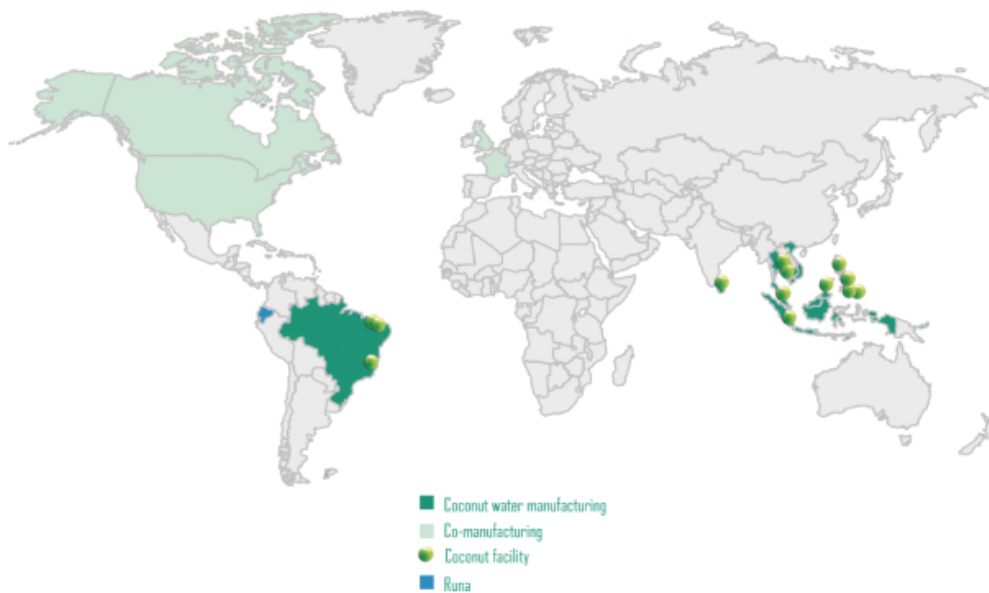 Coconut water manufacturing
Co-manufacturing
Coconut facility
Runa